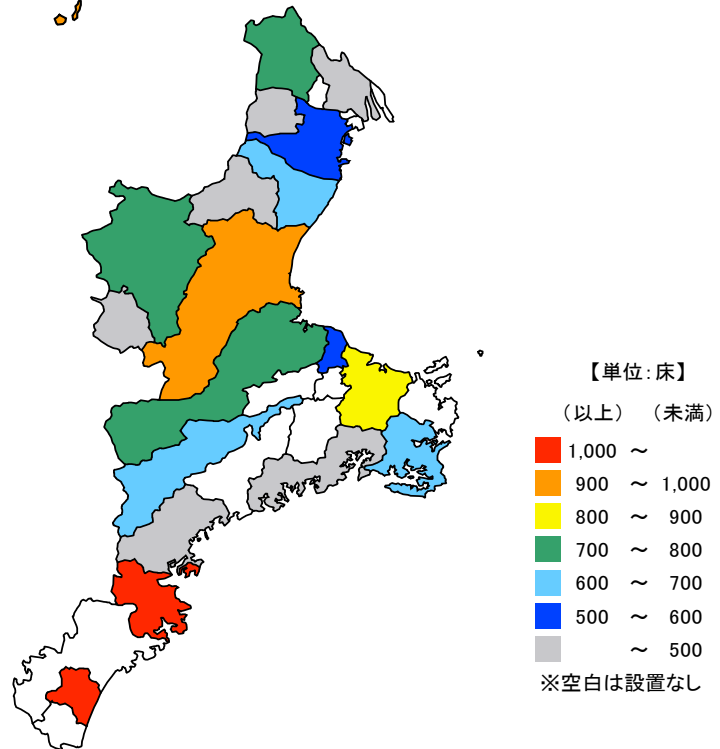 【単位：床】
（以上） （未満）
1,000 ～
900 ～ 1,000
800 ～ 900
700 ～ 800
600 ～ 700
500 ～ 600
～ 500
※空白は設置なし